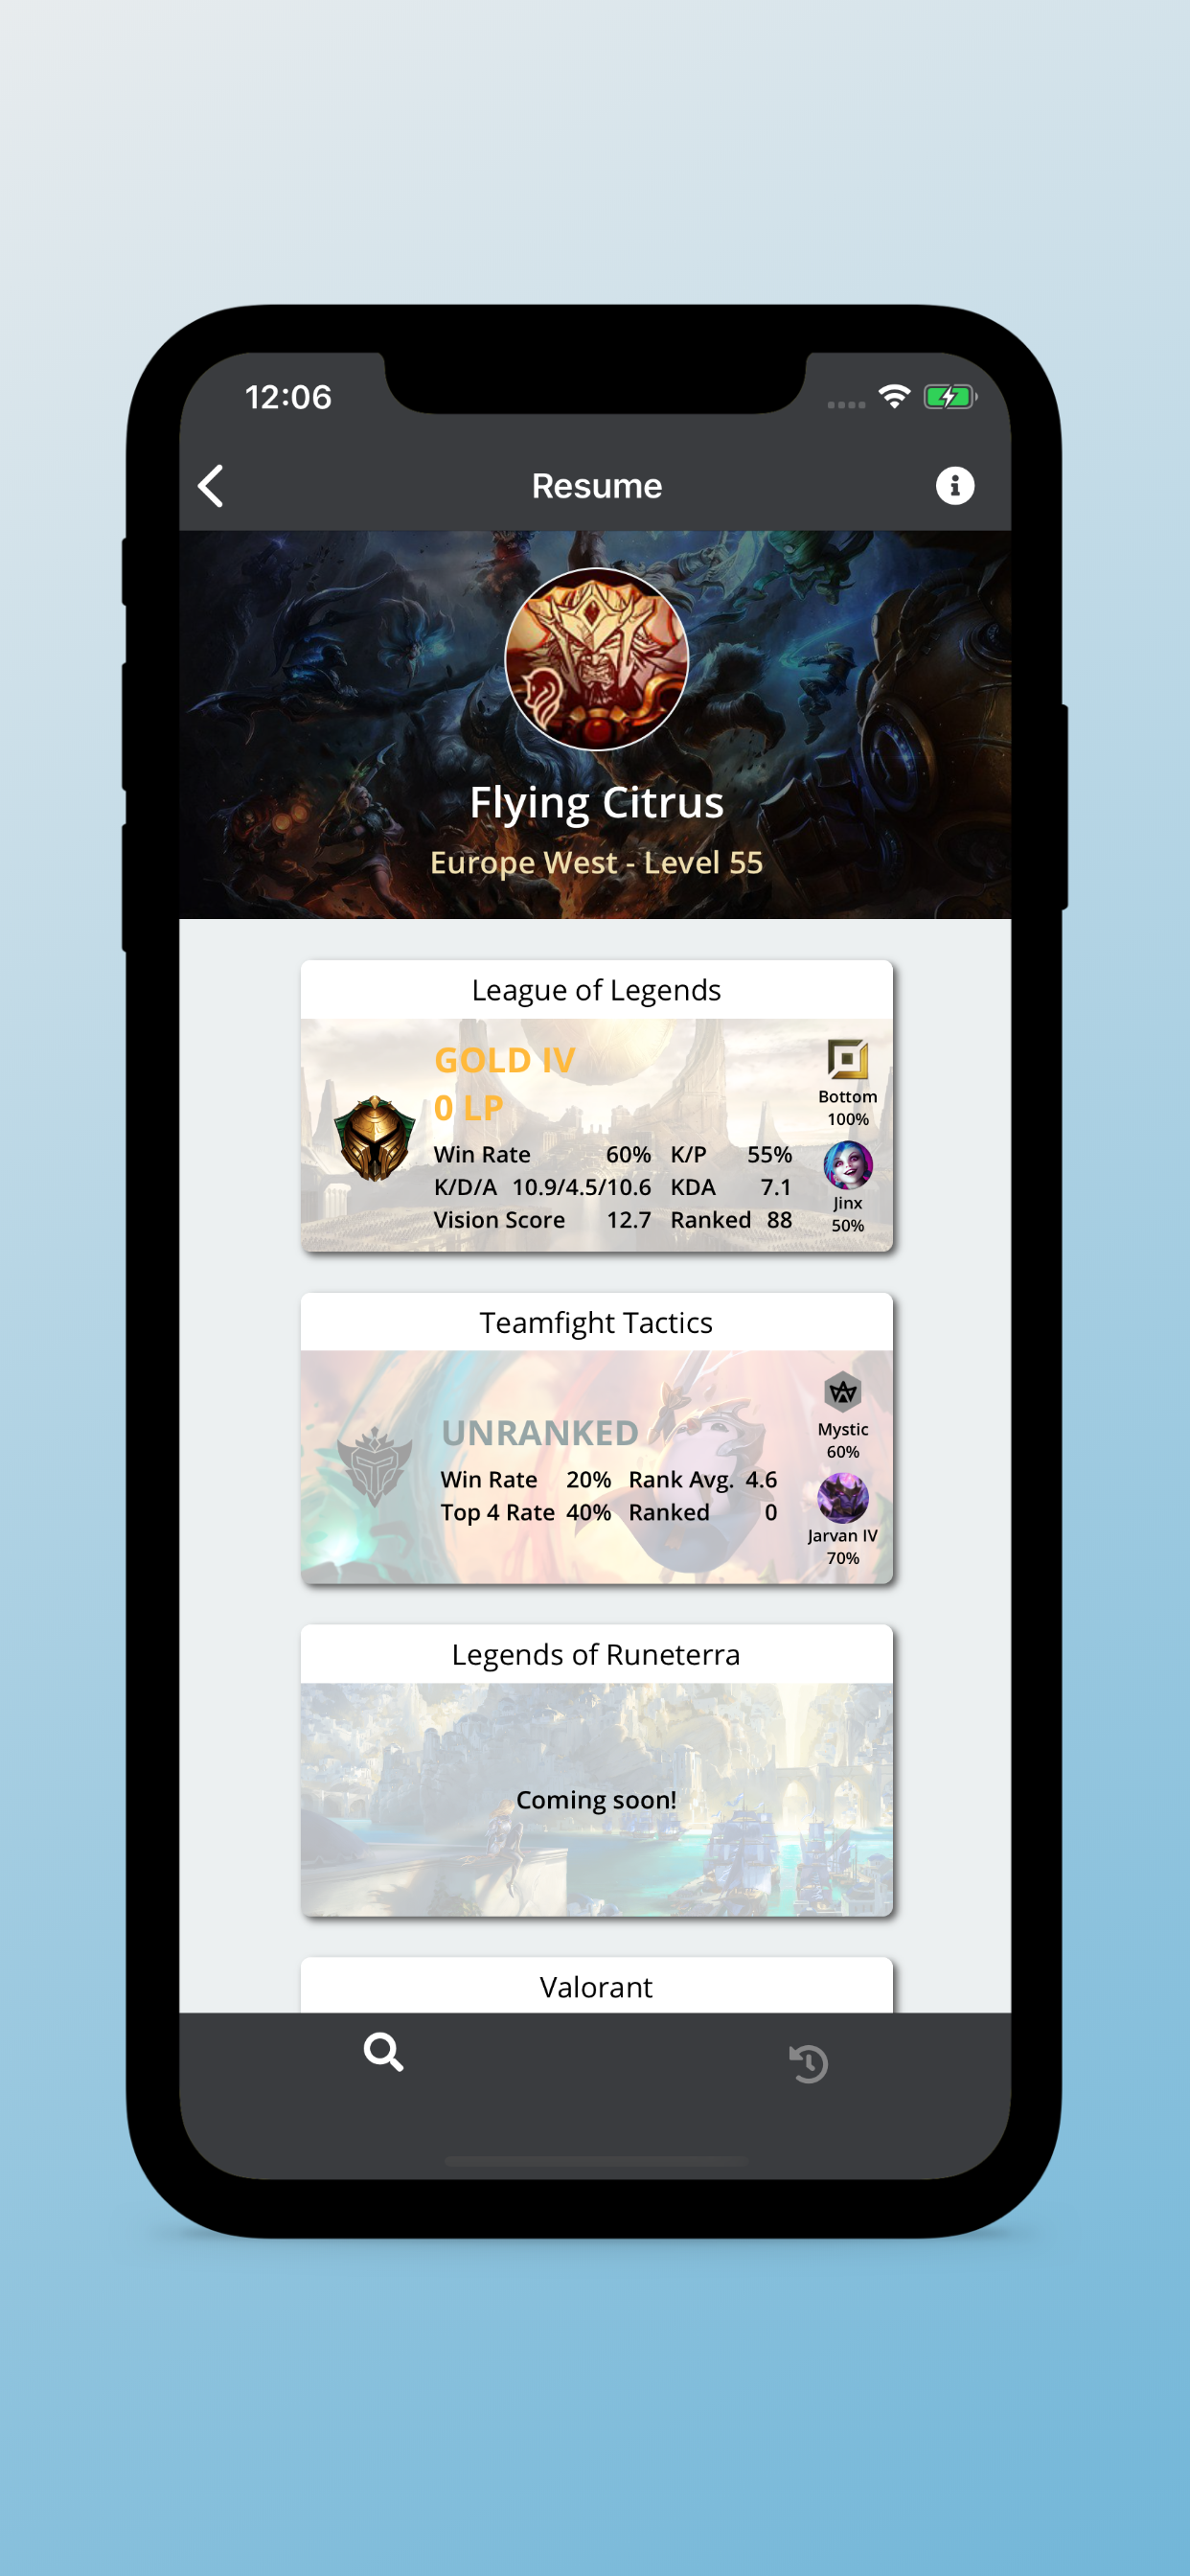 12:06
Resume
Flying Citrus
Europe West - Level 55
League of Legends
GOLD IV
0 LP
Win Rate 60% K/P 55%
K/D/A 10.9/4.5/10.6 KDA 7.1
Vision Score 12.7 Ranked 88
Bottom
100%
Jinx
50%
Teamfight Tactics
UNRANKED
Win Rate 20% Rank Avg. 4.6
Top 4 Rate 40% Ranked 0
Mystic
60%
Jarvan IV
70%
Legends of Runeterra
Coming soon!
Valorant